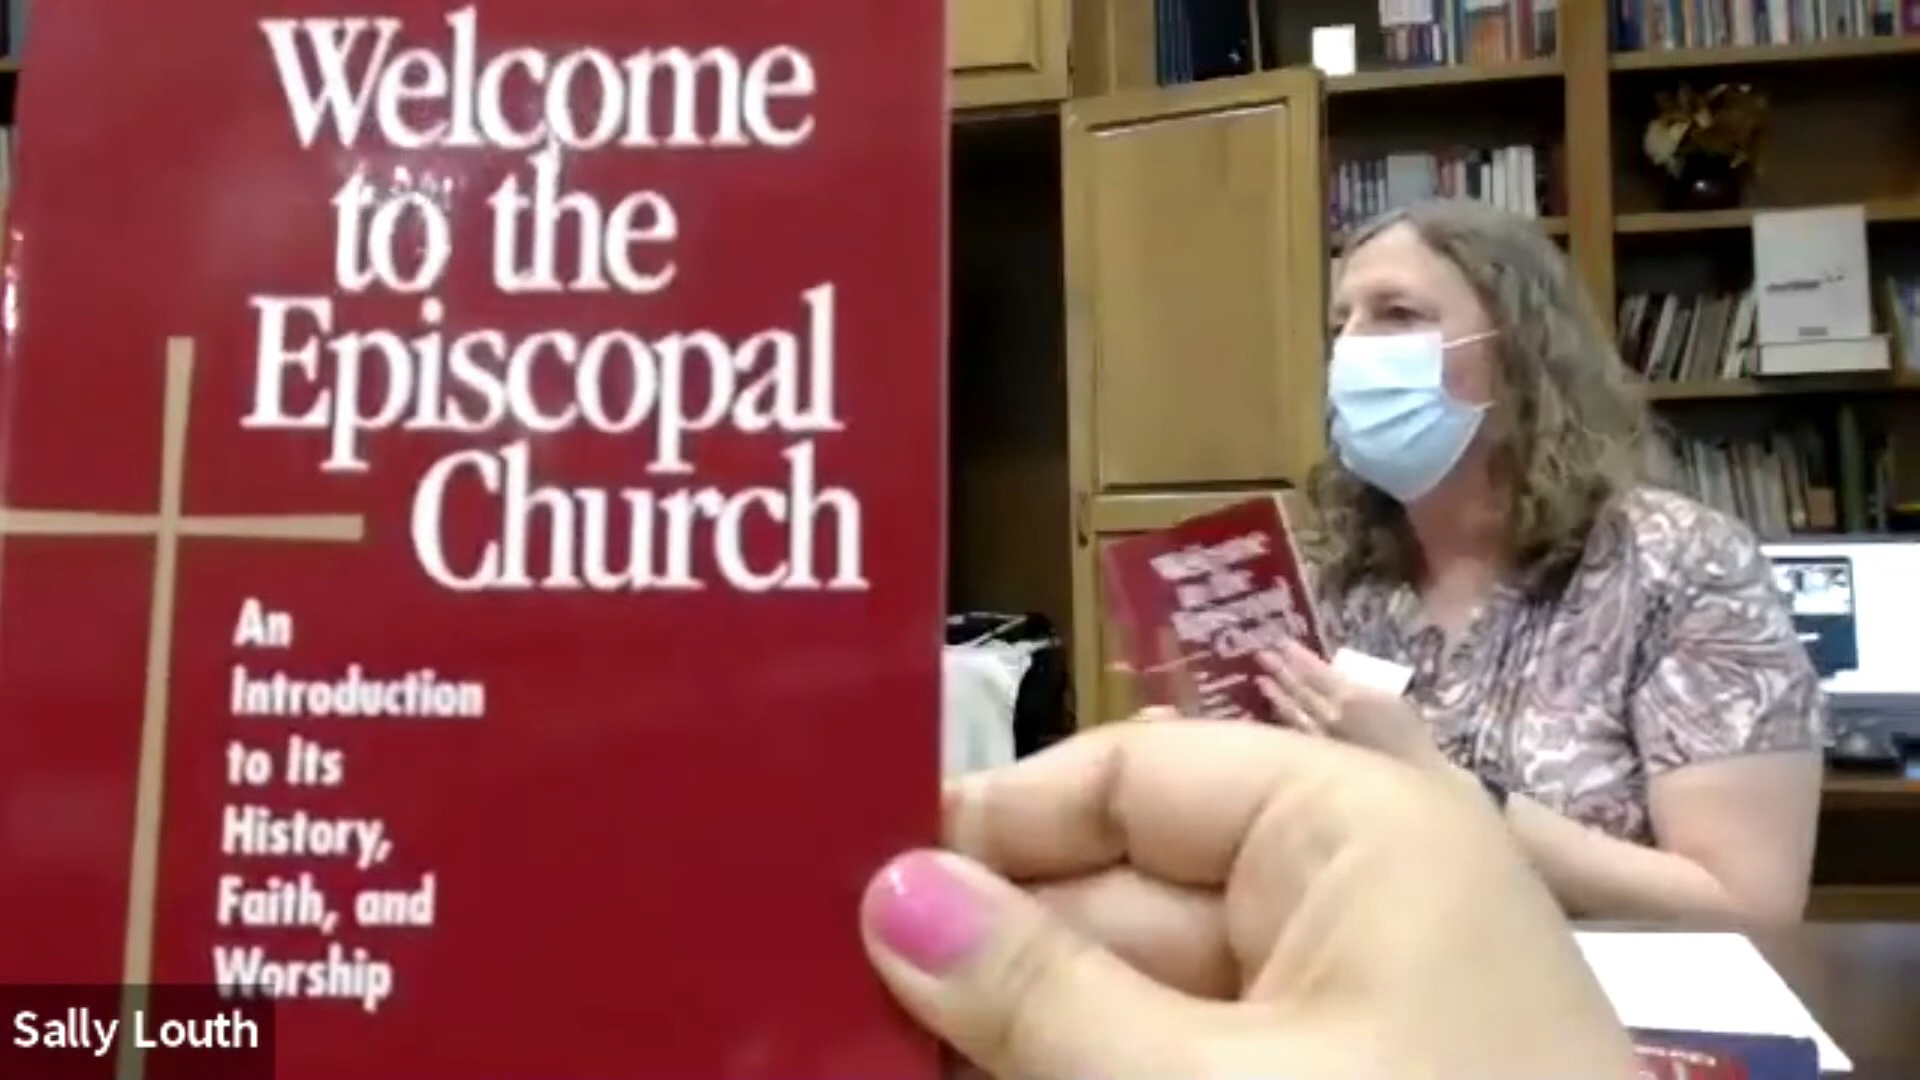 Welcome
to the
Episcopal
Church
An
Introduction
to Its
History,
Faith, and
Worship
Sally Louth